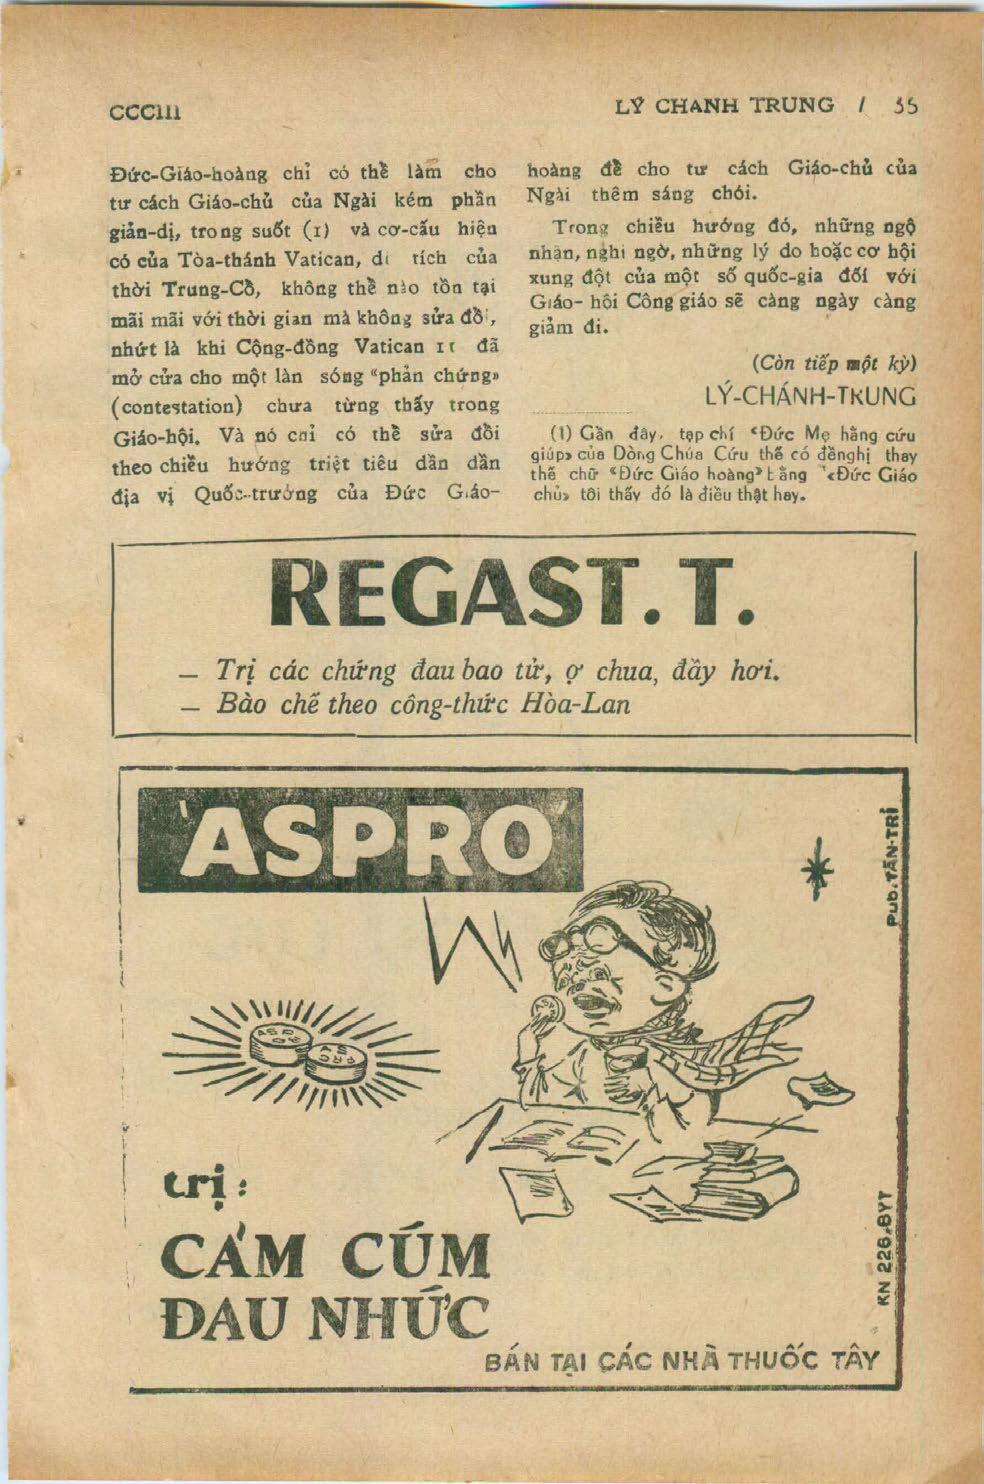 CCCIII
LÝ CHANH TRUNG / 35
Đức-Giáo-hoàng chỉ có thể làm cho
tư cách Giáo-chủ của Ngài kém phần
giản-dị, trong suốt (1) và cơ-cấu hiện
có của Tòa-thánh Vatican, di tích của
thời Trung-Cổ, không thể nào tồn tại
mãi mãi với thời gian mà không sửa đổi,
nhứt là khi Cộng-đồng Vatican II đã
mở cửa cho một làn sóng “phản chứng»
(contestation) chưa từng thấy trong
Giáo-hội. Và nó chỉ có thể sửa đổi
theo chiều hướng triệt tiêu dần dần
địa vị Quốc-trưởng của Đức Giáo-
hoàng để cho tư cách Giáo-chủ của
Ngài thêm sáng chói.
Trong chiều hướng đó, những ngộ
nhận, nghi ngờ, những lý do hoặc cơ hội
xung đột của một số quốc-gia đối với
Giáo-hội Công giáo sẽ càng ngày càng
giảm đi.
(Còn tiếp một kỳ)
LÝ-CHÁNH-TRUNG
(1) Gần đây, tạp chí «Đức Mẹ hằng cứu
giúp» của Dòng Chúa Cứu thế có đềnghị thay
thế chữ “Đức Giáo hoàng” bằng «Đức Giáo
chủ» tôi thấy đó là điều thật hay.
REGAST. T.
— Trị các chứng đau bao tử, ợ chua, đầy hơi.
— Bào chế theo công-thức Hòa-Lan
'ASPRO'
Pub. TÂN-TRÍ
ASPRO
ASPRO
trị:
CẢM CÚM
ĐAU NHỨC
BÁN TẠI CÁC NHÀ THUỐC TÂY
KN 226.BYT